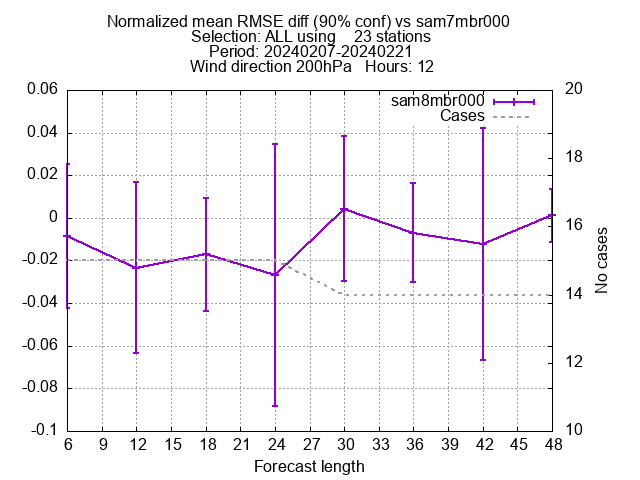 Normalized mean RMSE diff (90% conf) vs sam7mbr000
Selection: ALL using    23 stations
Period: 20240207-20240221
Wind direction 200hPa   Hours: 12
sam8mbr000
Cases
0.06
0.04
0.02
0
-0.02
-0.04
-0.06
-0.08
-0.1
20
18
16
14
12
10
No cases
6 9 12 15 18 21 24 27 30 33 36 39 42 45 48
Forecast length